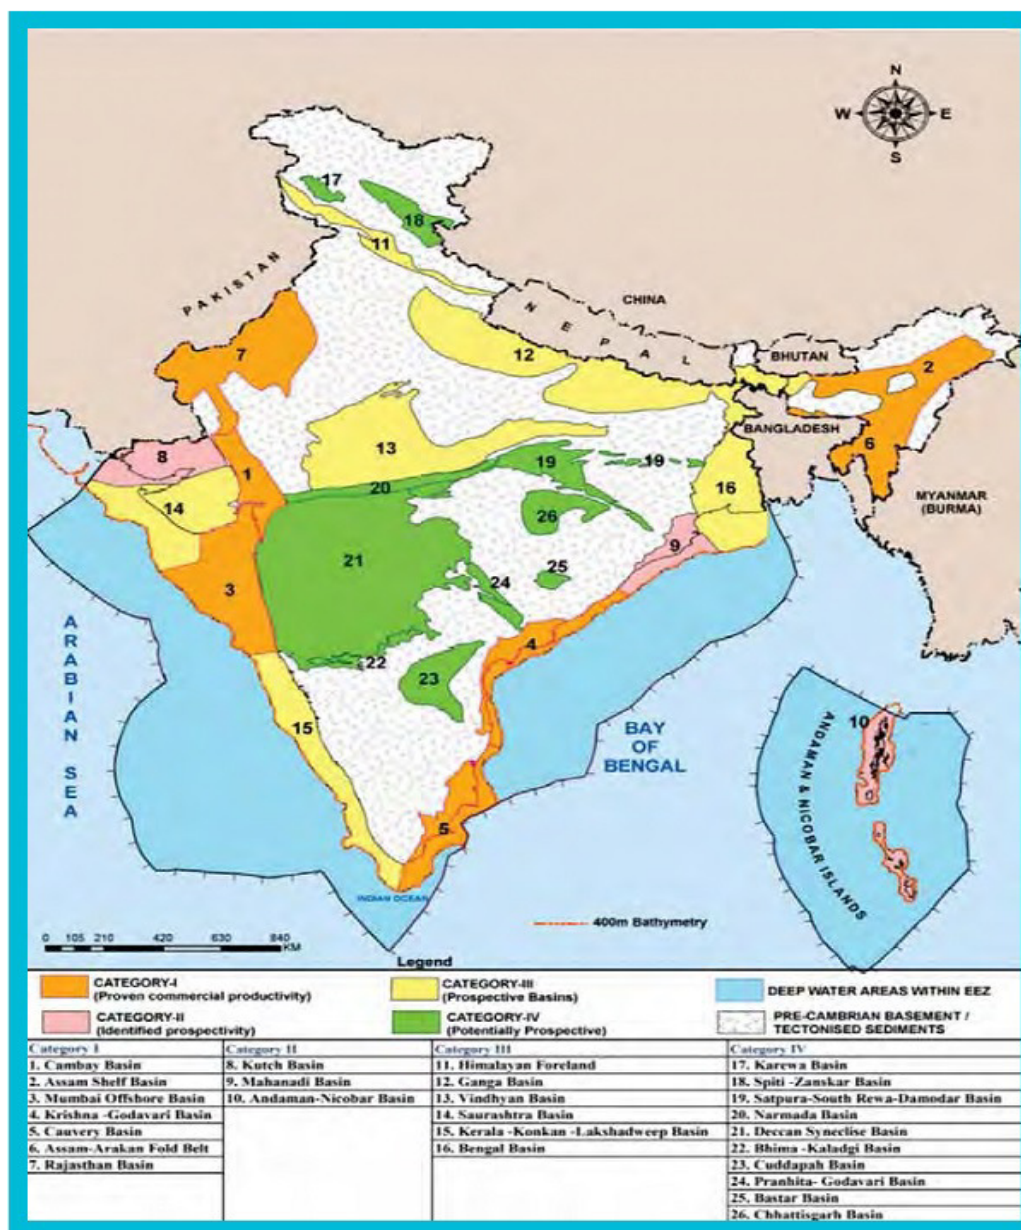 N
W E
S
17
18
11
PAKISTAN
CHINA
NEPAL
7
12
BHUTAN
2
BANGLADESH
6
13
8
1
19
19
20
14
16
MYANMAR
(BURMA)
26
9
21
25
3
24
4
22
23
ARABIAN SEA
15
BAY
OF
BENGAL
10
ANDAMAN & NICOBAR ISLANDS
5
INDIAN OCEAN
400m Bathymetry
0 105 210 420 630 840
KM
Legend
CATEGORY-I
(Proven commercial productivity)
CATEGORY-III
(Prospective Basins)
DEEP WATER AREAS WITHIN EEZ
CATEGORY-II
(Identified prospectivity)
CATEGORY-IV
(Potentially Prospective)
PRE-CAMBRIAN BASEMENT /
TECTONISED SEDIMENTS
Category I
1. Cambay Basin
2. Assam Shelf Basin
3. Mumbai Offshore Basin
4. Krishna -Godavari Basin
5. Cauvery Basin
6. Assam-Arakan Fold Belt
7. Rajasthan Basin
Category II
8. Kutch Basin
9. Mahanadi Basin
10. Andaman-Nicobar Basin
Category III
11. Himalayan Foreland
12. Ganga Basin
13. Vindhyan Basin
14. Saurashtra Basin
15. Kerala -Konkan -Lakshadweep Basin
16. Bengal Basin
Category IV
17. Karewa Basin
18. Spiti -Zanskar Basin
19. Satpura-South Rewa-Damodar Basin
20. Narmada Basin
21. Deccan Syneclise Basin
22. Bhima -Kaladgi Basin
23. Cuddapah Basin
24. Pranhita- Godavari Basin
25. Bastar Basin
26. Chhattisgarh Basin